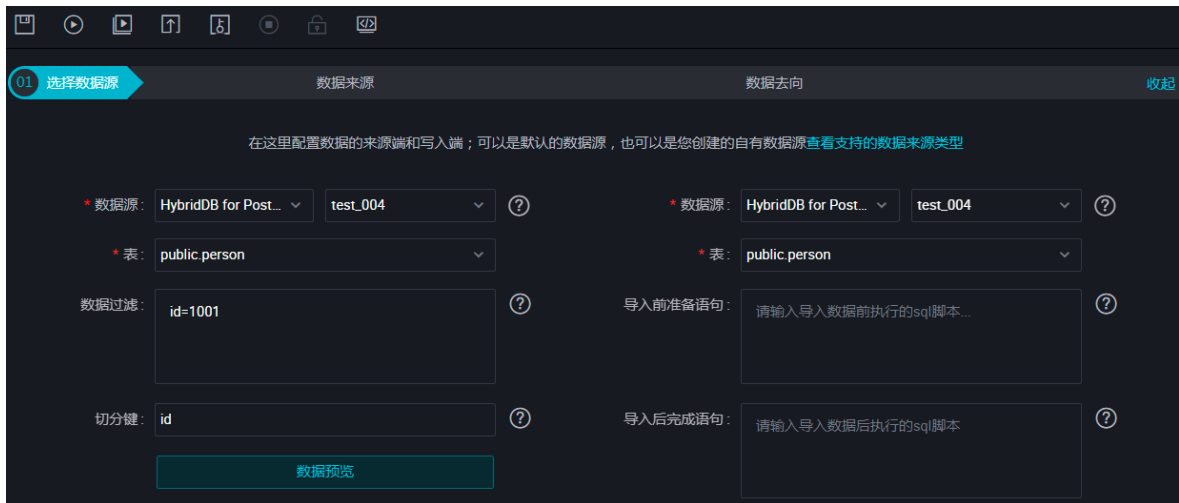 01 选择数据源 数据来源 数据去向 收起
在这里配置数据的来源端和写入端；可以是默认的数据源，也可以是您创建的自有数据源查看支持的数据来源类型
* 数据源： HybridDB for Post... test_004 * 数据源： HybridDB for Post... test_004
* 表： public.person * 表： public.person
数据过滤： id=1001 导入前准备语句： 请输入导入数据前执行的sql脚本...
切分键： id 导入后完成语句： 请输入导入数据后执行的sql脚本
数据预览